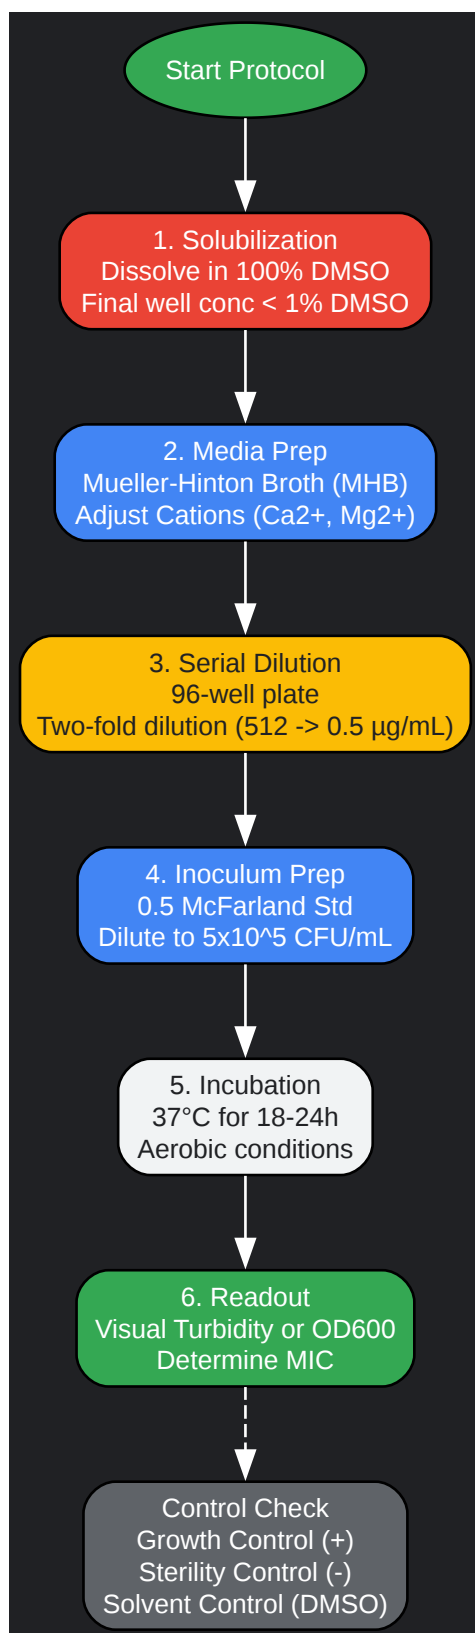 Start Protocol
1. Solubilization
Dissolve in 100% DMSO
Final well conc < 1% DMSO
2. Media Prep
Mueller-Hinton Broth (MHB)
Adjust Cations (Ca2+, Mg2+)
3. Serial Dilution
96-well plate
Two-fold dilution (512 -> 0.5 µg/mL)
4. Inoculum Prep
0.5 McFarland Std
Dilute to 5x10^5 CFU/mL
5. Incubation
37°C for 18-24h
Aerobic conditions
6. Readout
Visual Turbidity or OD600
Determine MIC
Control Check
Growth Control (+)
Sterility Control (-)
Solvent Control (DMSO)